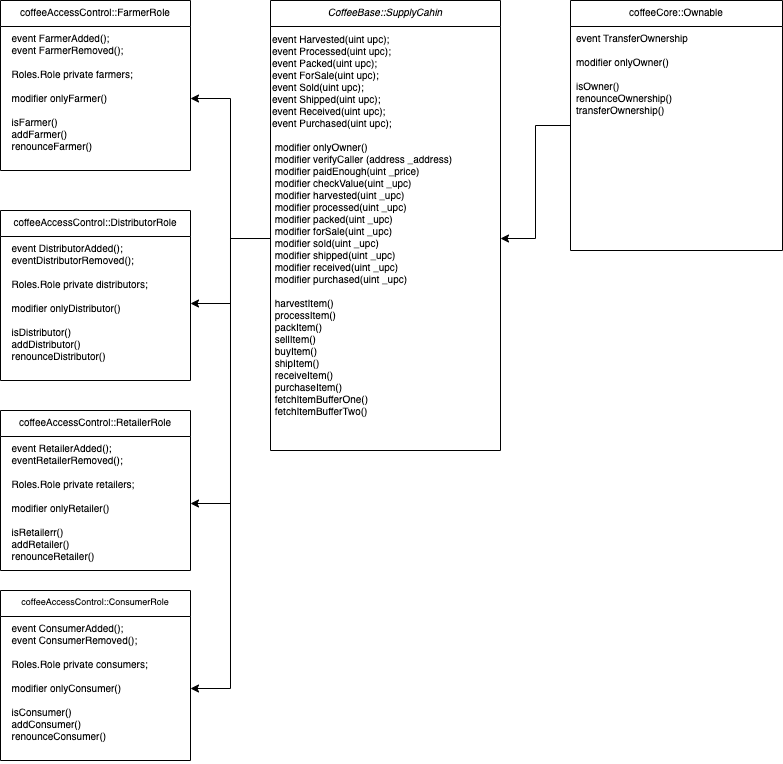 coffeeAccessControl::FarmerRole
event FarmerAdded();
event FarmerRemoved();
Roles.Role private farmers;
modifier onlyFarmer()
isFarmer()
addFarmer()
renounceFarmer()
coffeeAccessControl::DistributorRole
event DistributorAdded();
eventDistributorRemoved();
Roles.Role private distributors;
modifier onlyDistributor()
isDistributor()
addDistributor()
renounceDistributor()
coffeeAccessControl::RetailerRole
event RetailerAdded();
eventRetailerRemoved();
Roles.Role private retailers;
modifier onlyRetailer()
isRetailerr()
addRetailer()
renounceRetailer()
coffeeAccessControl::ConsumerRole
event ConsumerAdded();
event ConsumerRemoved();
Roles.Role private consumers;
modifier onlyConsumer()
isConsumer()
addConsumer()
renounceConsumer()
CoffeeBase::SupplyCahin
event Harvested(uint upc);
event Processed(uint upc);
event Packed(uint upc);
event ForSale(uint upc);
event Sold(uint upc);
event Shipped(uint upc);
event Received(uint upc);
event Purchased(uint upc);
modifier onlyOwner()
modifier verifyCaller (address _address)
modifier paidEnough(uint _price)
modifier checkValue(uint _upc)
modifier harvested(uint _upc)
modifier processed(uint _upc)
modifier packed(uint _upc)
modifier forSale(uint _upc)
modifier sold(uint _upc)
modifier shipped(uint _upc)
modifier received(uint _upc)
modifier purchased(uint _upc)
harvestItem()
processItem()
packItem()
sellItem()
buyItem()
shipItem()
receiveItem()
purchaseItem()
fetchItemBufferOne()
fetchItemBufferTwo()
coffeeCore::Ownable
event TransferOwnership
modifier onlyOwner()
isOwner()
renounceOwnership()
transferOwnership()